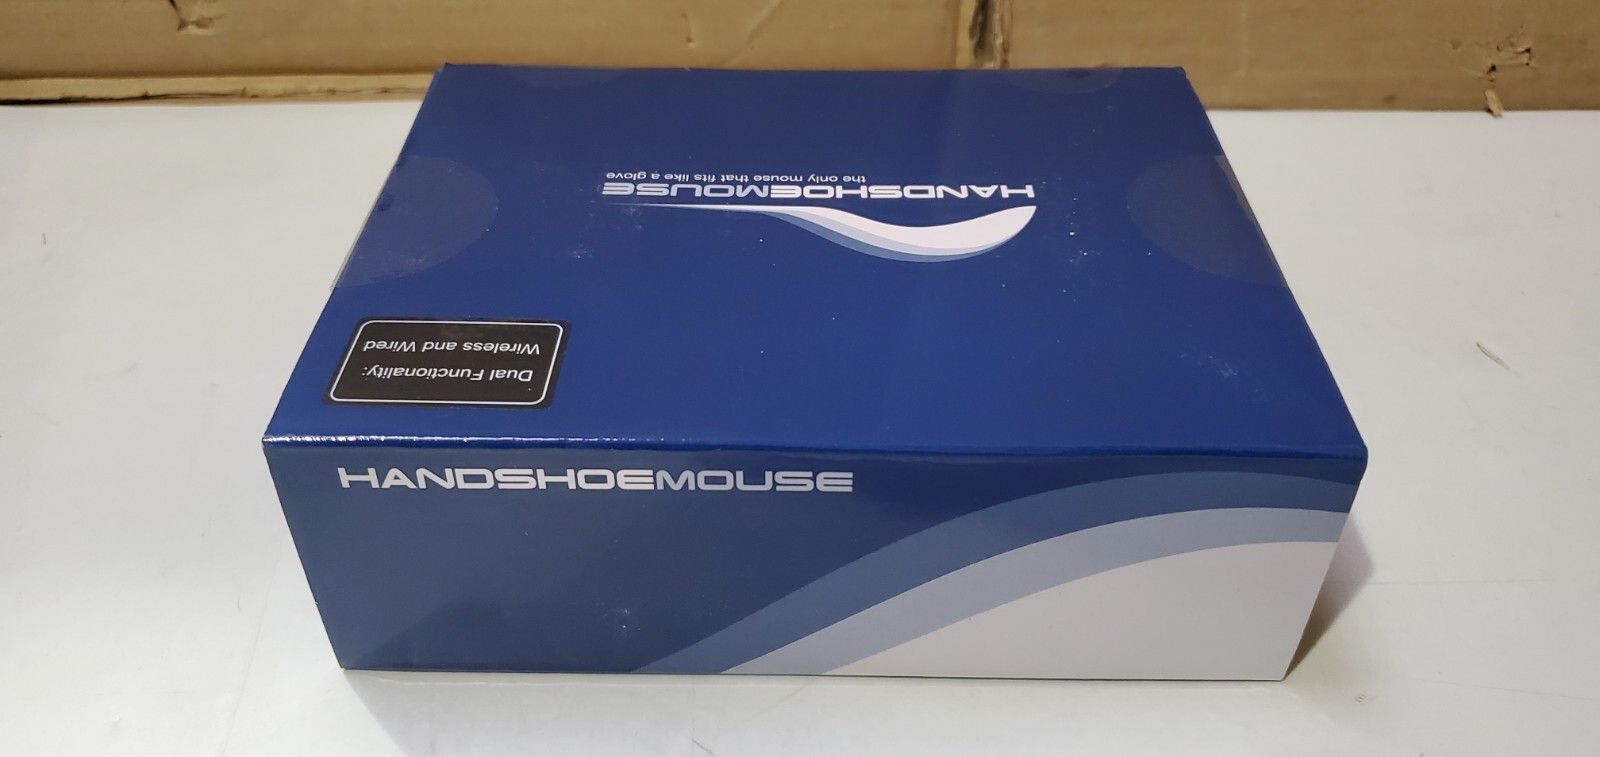 HANDSHOEMOUSE
the only mouse that fits like a glove
Dual Functionality:
Wireless and Wired
HANDSHOEMOUSE